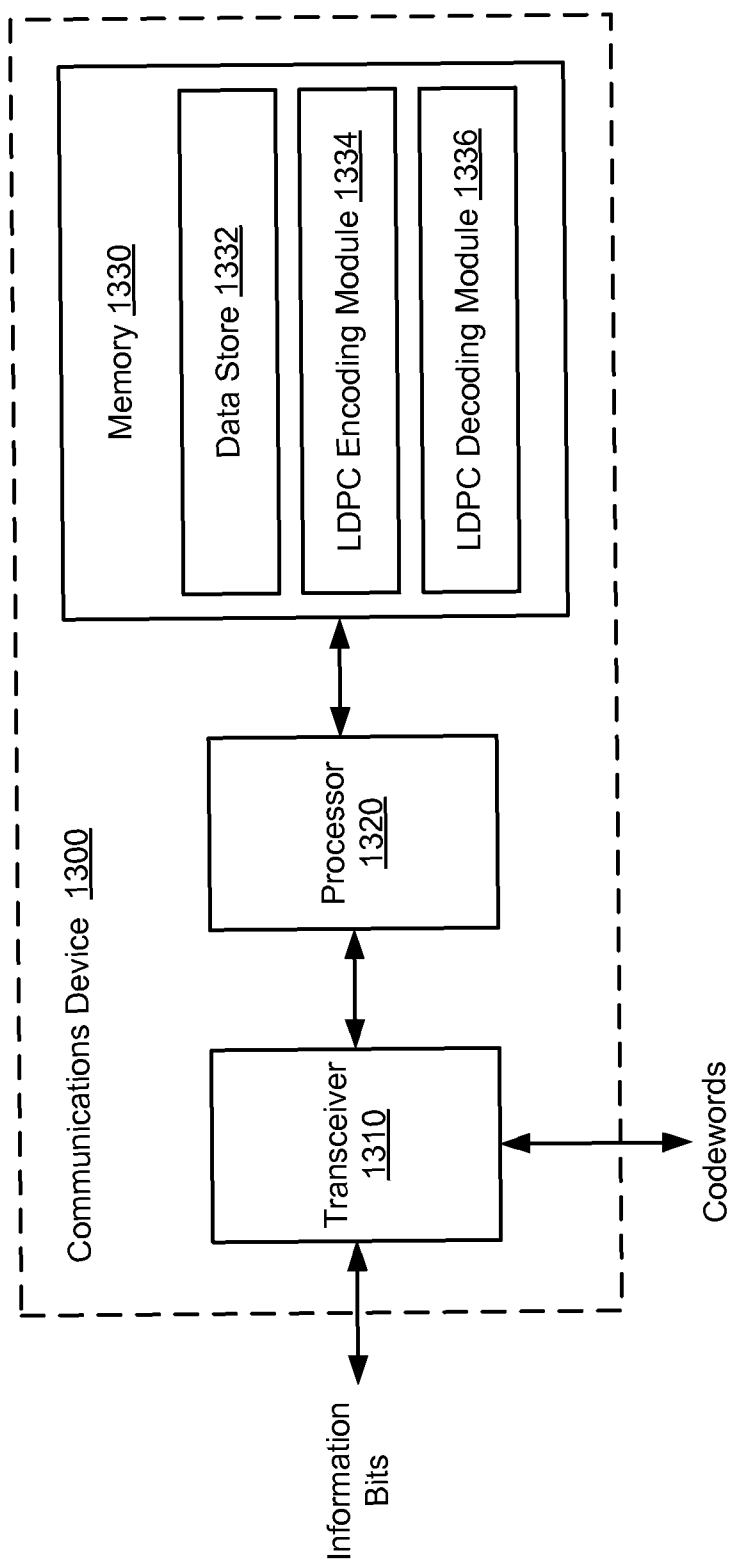 Communications Device 1300
Memory 1330
Data Store 1332
LDPC Encoding Module 1334
LDPC Decoding Module 1336
Processor
1320
Transceiver
1310
Information
Bits
Codewords